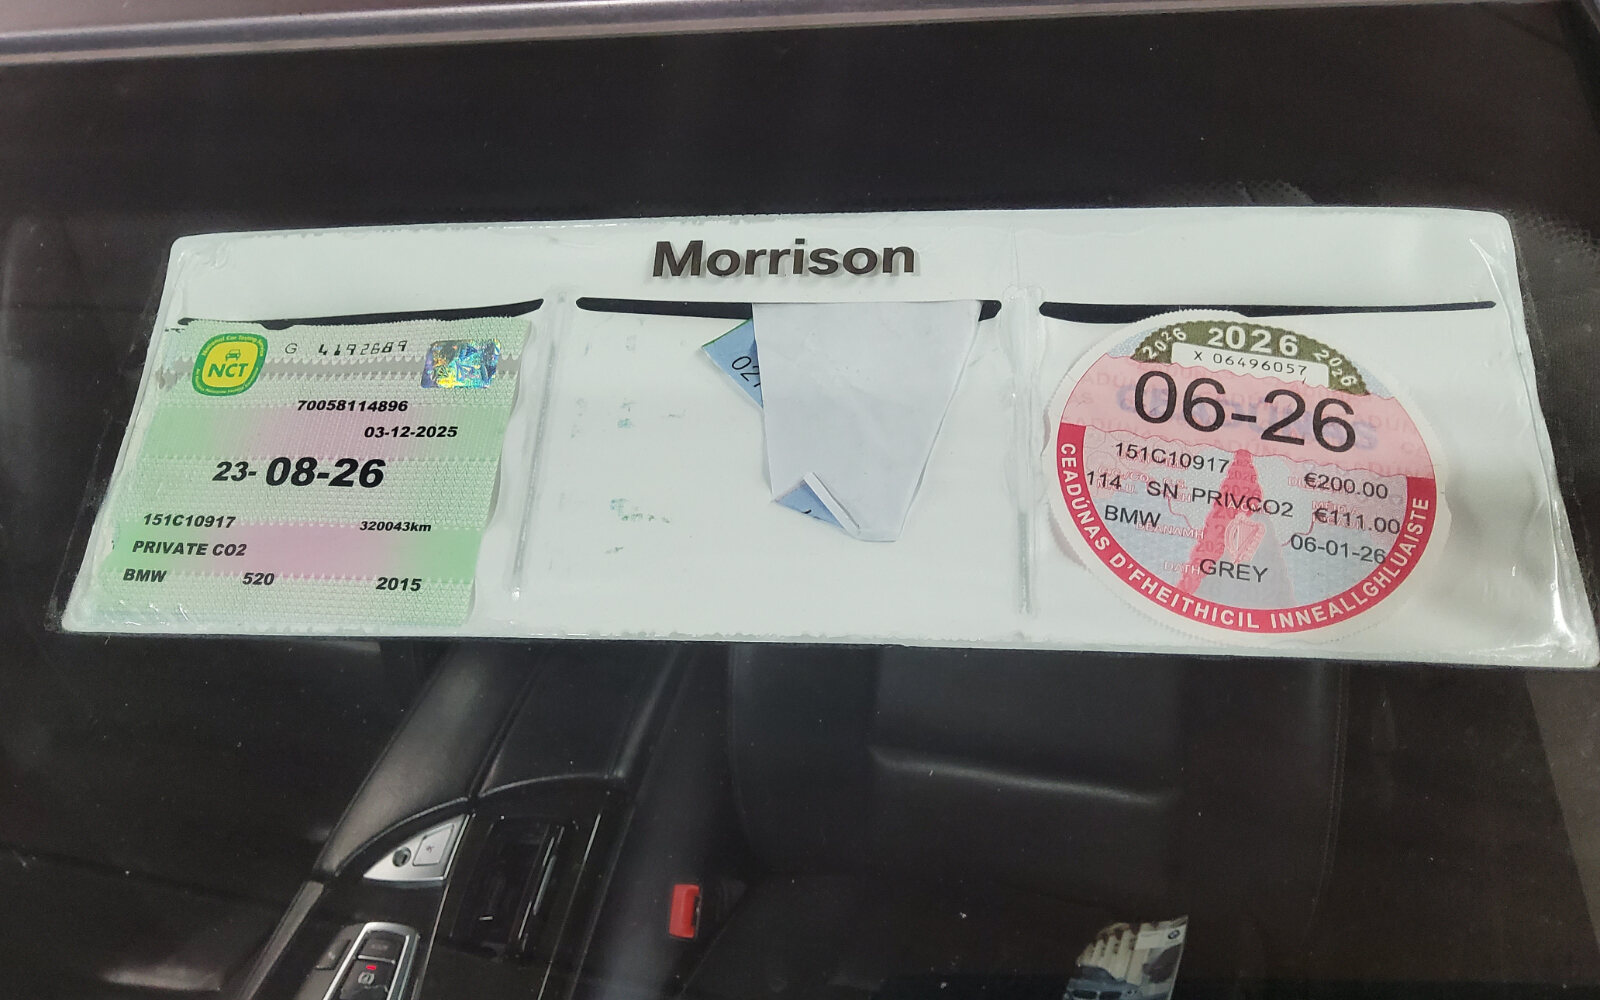 Morrison
NCT
G 4192689
70058114896
03-12-2025
23-08-26
151C10917
320043km
PRIVATE CO2
BMW 520 2015
2026 2026 2026
X 06496057
06-26
151C10917 €200.00
114 SN PRIVCO2 €111.00
BMW 06-01-26
GREY
CEADÚNAS D'FHEITHICIL INNEALLGHLUAISTE